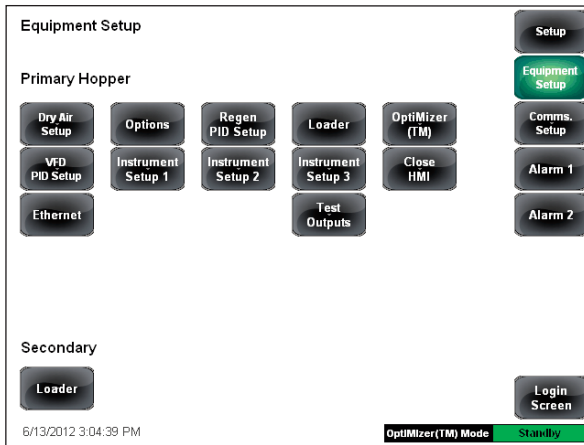 Equipment Setup
Setup
Primary Hopper
Equipment
Setup
Dry Air
Setup
Options
Regen
PID Setup
Loader
OptiMizer
(TM)
Comms.
Setup
VFD
PID Setup
Instrument
Setup 1
Instrument
Setup 2
Instrument
Setup 3
Close
HMI
Alarm 1
Ethernet
Test
Outputs
Alarm 2
Secondary
Loader
Login
Screen
6/13/2012 3:04:39 PM
OptiMizer(TM) Mode
Standby